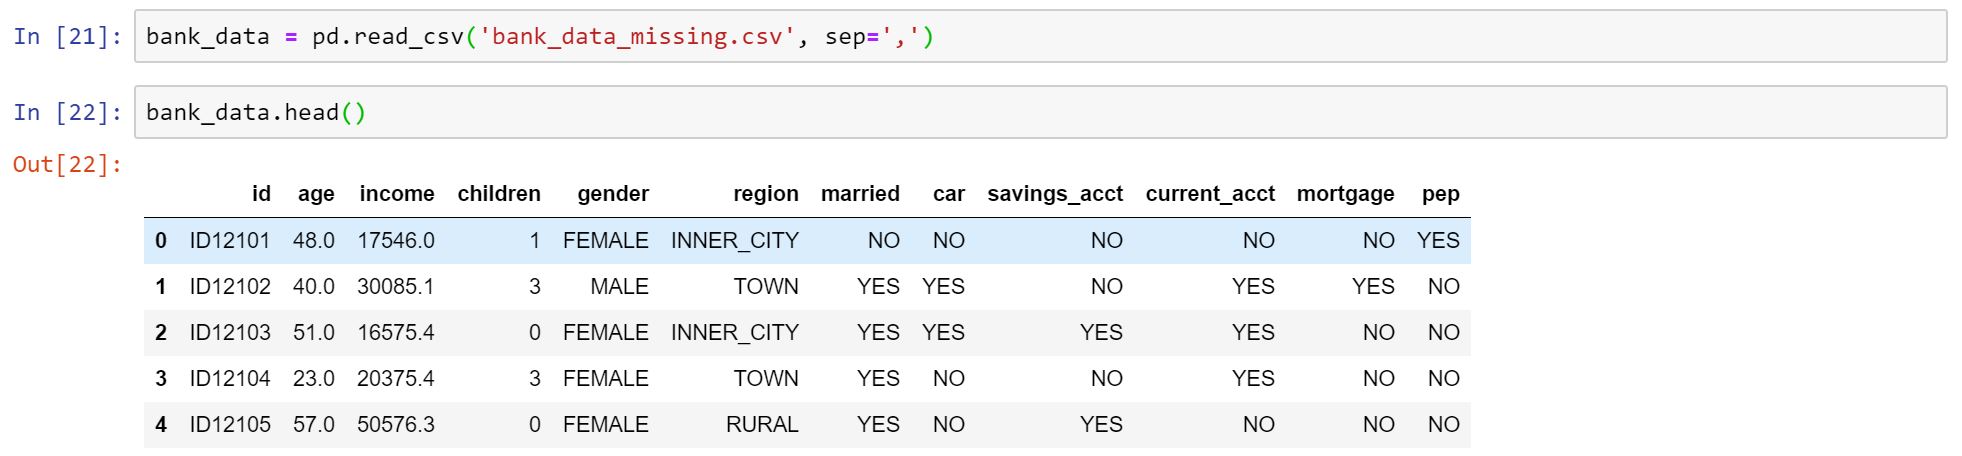 In [21]: bank_data = pd.read_csv('bank_data_missing.csv', sep=',')
In [22]: bank_data.head()
Out[22]:
id age income children gender region married car savings_acct current_acct mortgage pep
0 ID12101 48.0 17546.0 1 FEMALE INNER_CITY NO NO NO NO NO YES
1 ID12102 40.0 30085.1 3 MALE TOWN YES YES NO YES YES NO
2 ID12103 51.0 16575.4 0 FEMALE INNER_CITY YES YES YES YES NO NO
3 ID12104 23.0 20375.4 3 FEMALE TOWN YES NO NO YES NO NO
4 ID12105 57.0 50576.3 0 FEMALE RURAL YES NO YES NO NO NO